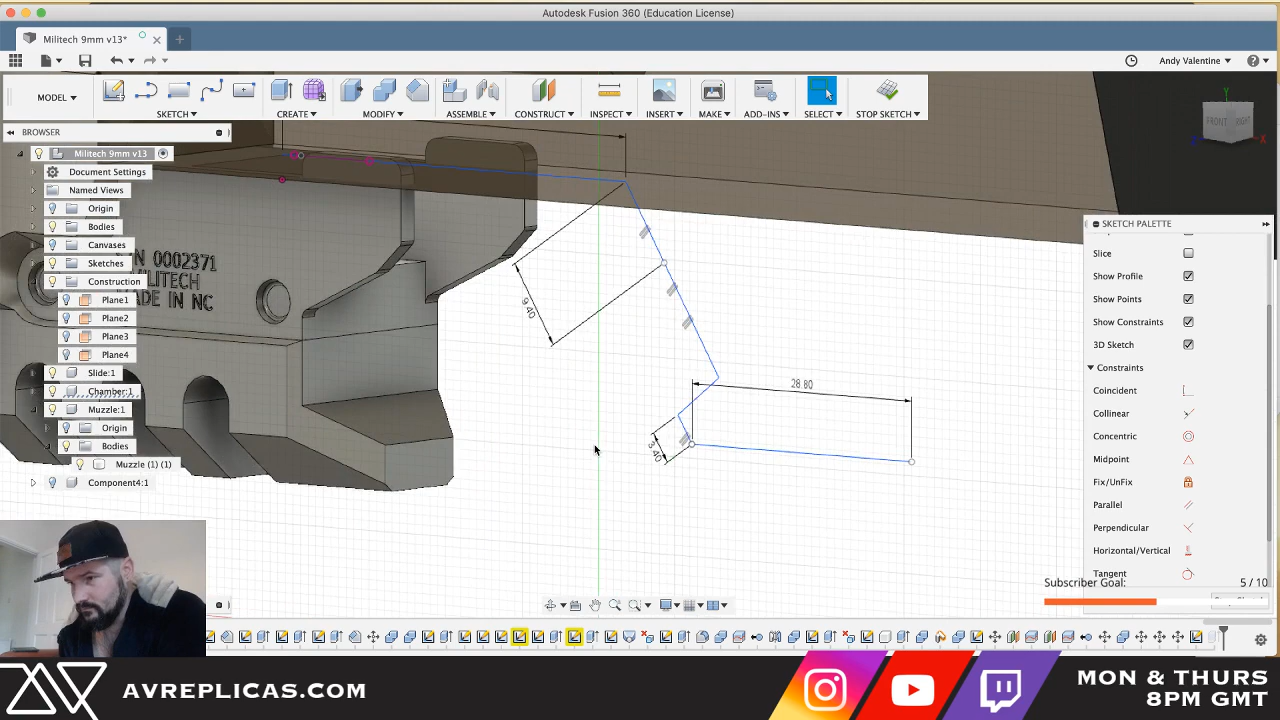 Autodesk Fusion 360 (Education License)
Militech 9mm v13*
Andy Valentine
MODEL
SKETCH
CREATE
MODIFY
ASSEMBLE
CONSTRUCT
INSPECT
INSERT
MAKE
ADD-INS
SELECT
STOP SKETCH
FRONT
RIGHT
Y
X
Z
BROWSER
Militech 9mm v13
Document Settings
Named Views
Origin
Bodies
Canvases
Sketches
Construction
Plane1
Plane2
Plane3
Plane4
Slide:1
Chamber:1
Muzzle:1
Origin
Bodies
Muzzle (1) (1)
Component4:1
N 0002371
MILITECH
MADE IN NC
9.40
28.80
3.40
SKETCH PALETTE
Slice
Show Profile
Show Points
Show Constraints
3D Sketch
Constraints
Coincident
Collinear
Concentric
Midpoint
Fix/UnFix
Parallel
Perpendicular
Horizontal/Vertical
Tangent
Subscriber Goal: 5 / 10
AVREPLICAS.COM
MON & THURS
8PM GMT